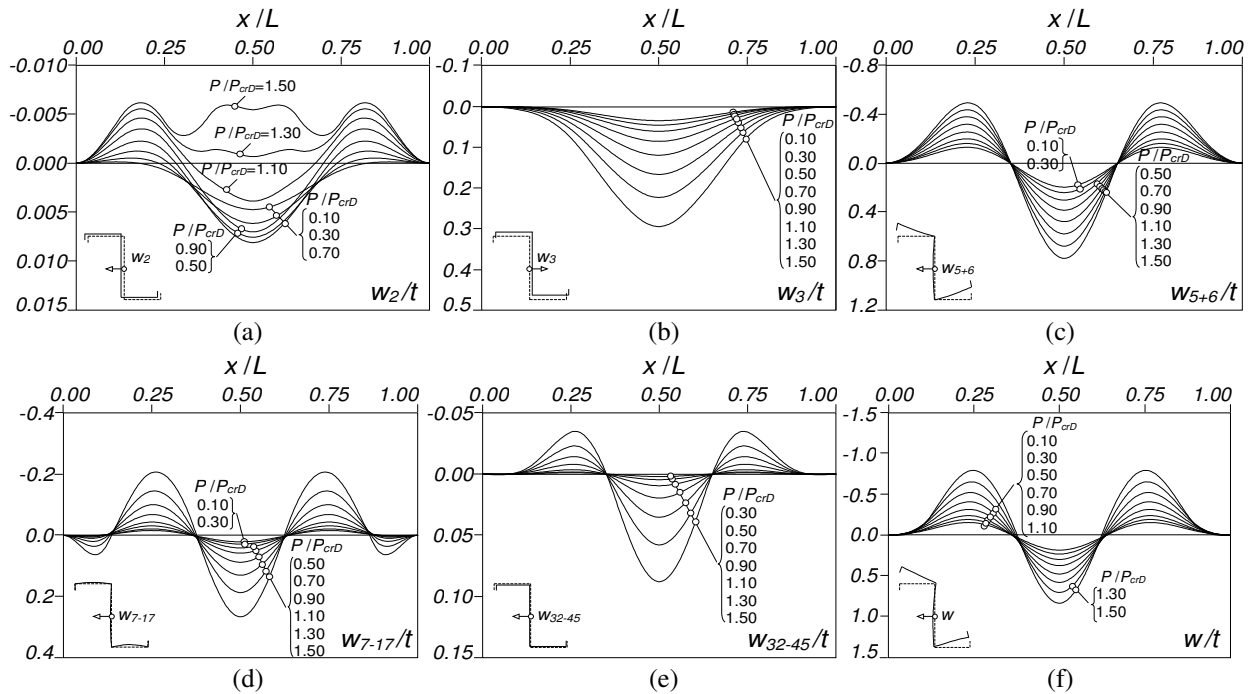 x/L
0.00 0.25 0.50 0.75 1.00
-0.010
-0.005
0.000
0.005
0.010
0.015
P/PcrD=1.50
P/PcrD=1.30
P/PcrD=1.10
P/PcrD
0.10
0.30
0.70
P/PcrD
0.90
0.50
w2
w2/t
(a)
x/L
0.00 0.25 0.50 0.75 1.00
-0.1
0.0
0.1
0.2
0.3
0.4
0.5
P/PcrD
0.10
0.30
0.50
0.70
0.90
1.10
1.30
1.50
w3
w3/t
(b)
x/L
0.00 0.25 0.50 0.75 1.00
-0.8
-0.4
0.0
0.4
0.8
1.2
P/PcrD
0.10
0.30
P/PcrD
0.50
0.70
0.90
1.10
1.30
1.50
w5+6
w5+6/t
(c)
x/L
0.00 0.25 0.50 0.75 1.00
-0.4
-0.2
0.0
0.2
0.4
P/PcrD
0.10
0.30
P/PcrD
0.50
0.70
0.90
1.10
1.30
1.50
w7-17
w7-17/t
(d)
x/L
0.00 0.25 0.50 0.75 1.00
-0.05
0.00
0.05
0.10
0.15
P/PcrD
0.30
0.50
0.70
0.90
1.10
1.30
1.50
w32-45
w32-45/t
(e)
x/L
0.00 0.25 0.50 0.75 1.00
-1.5
-1.0
-0.5
0.0
0.5
1.0
1.5
P/PcrD
0.10
0.30
0.50
0.70
0.90
1.10
P/PcrD
1.30
1.50
w
w/t
(f)